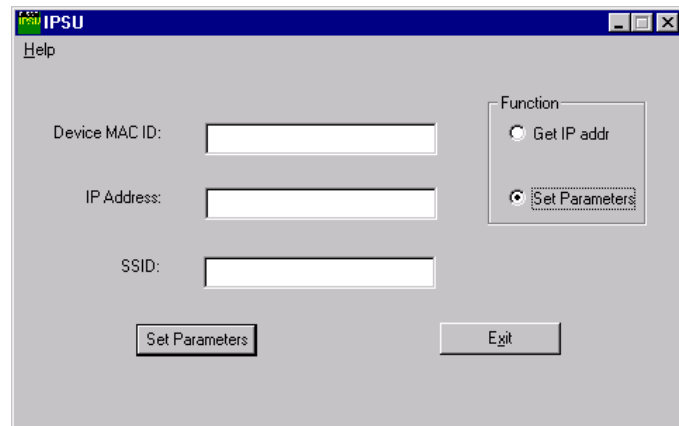 IPSU
Help
Function
Device MAC ID:
Get IP addr
IP Address:
Set Parameters
SSID:
Set Parameters
Exit